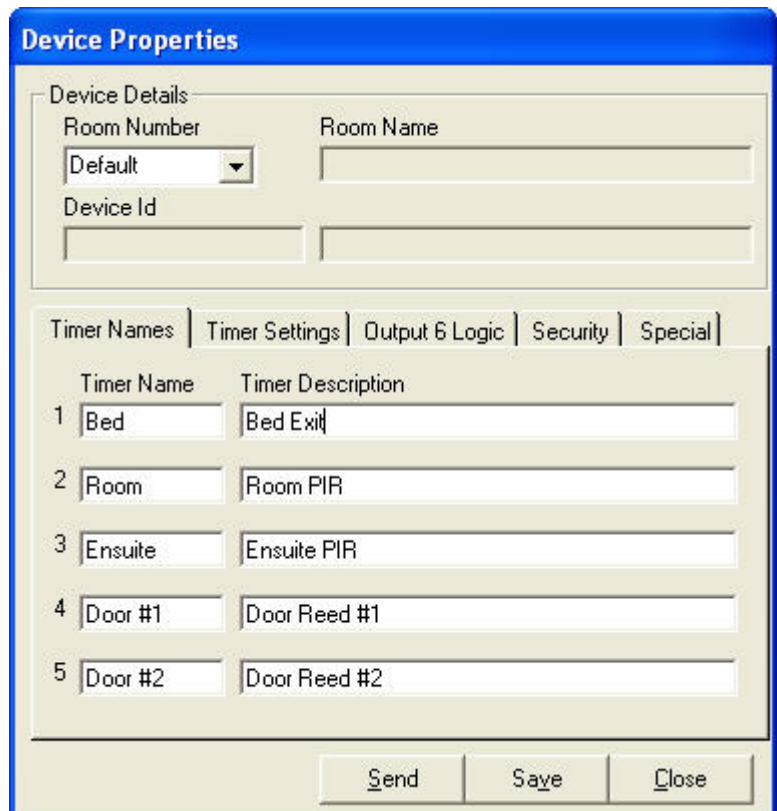 Device Properties
Device Details
Room Number Room Name
Default
Device Id
Timer Names Timer Settings Output 6 Logic Security Special
Timer Name Timer Description
1 Bed Bed Exit
2 Room Room PIR
3 Ensuite Ensuite PIR
4 Door #1 Door Reed #1
5 Door #2 Door Reed #2
Send Save Close